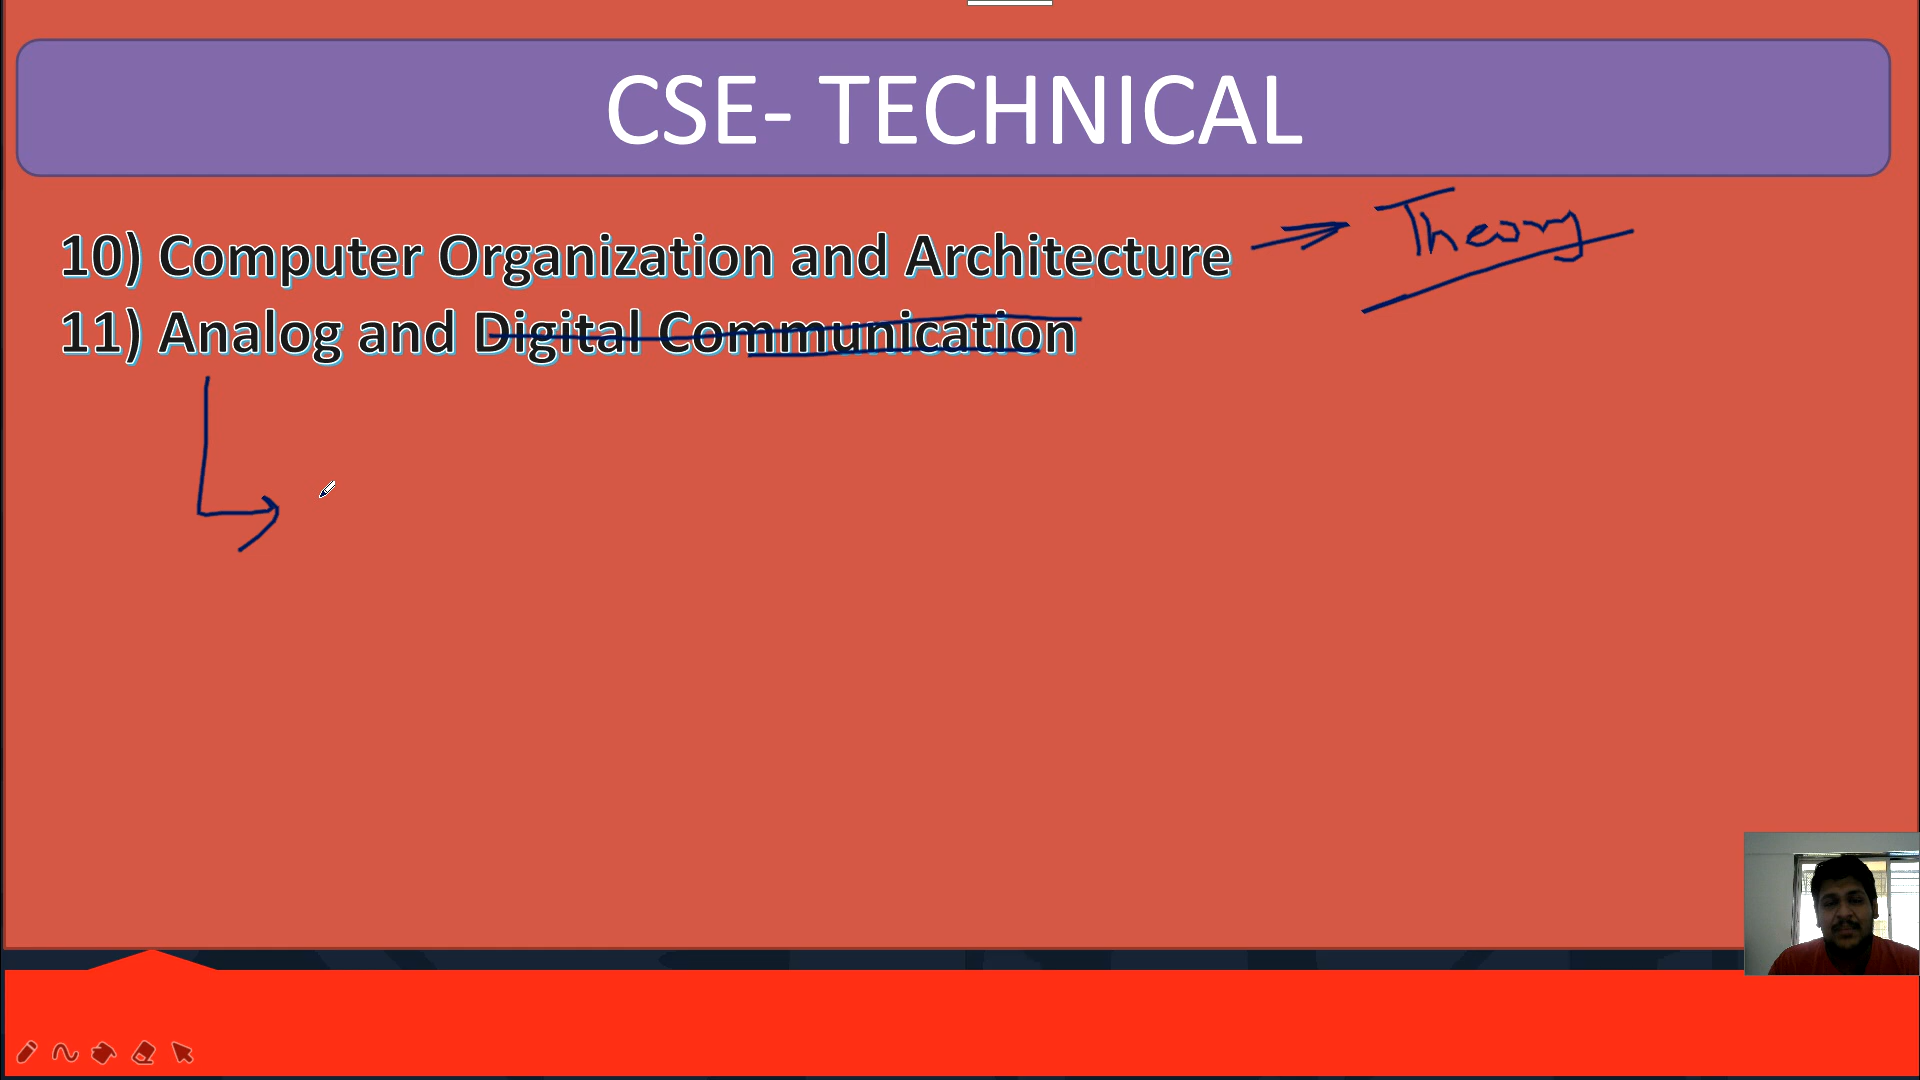 CSE- TECHNICAL
10) Computer Organization and Architecture → Theory
11) Analog and Digital Communication